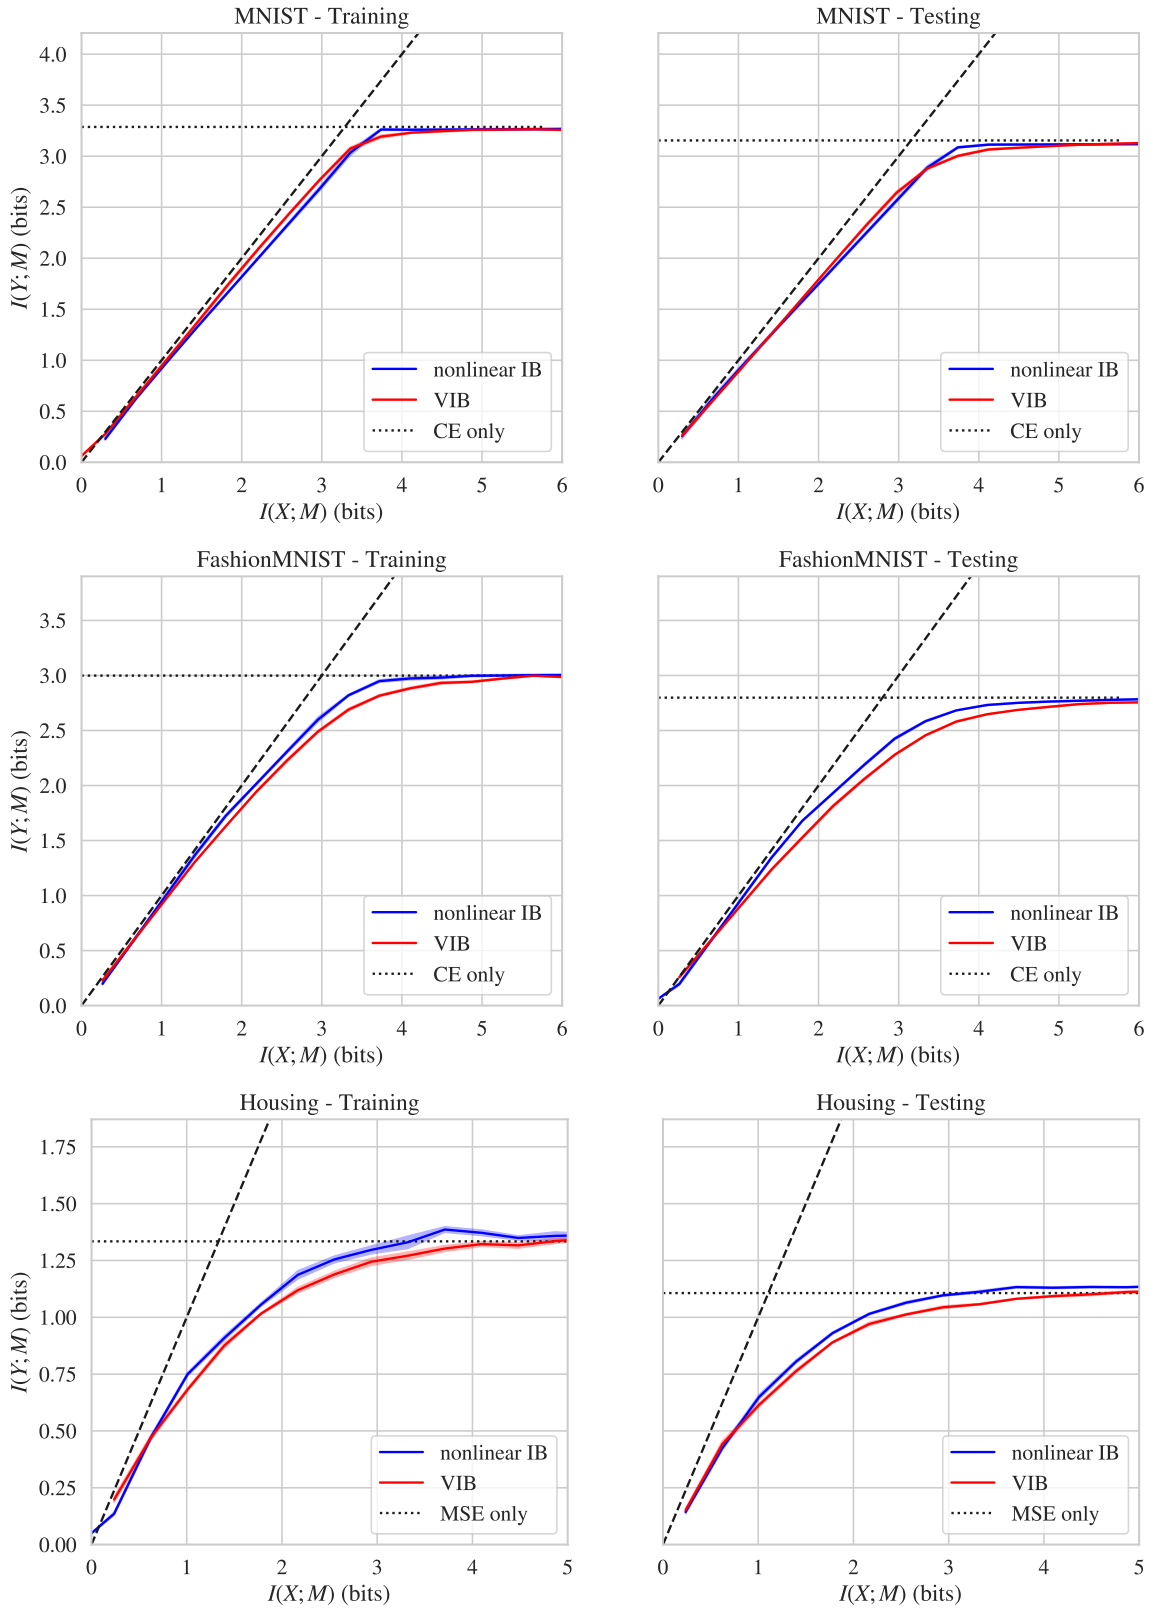 MNIST - Training
4.0
3.5
3.0
2.5
2.0
1.5
1.0
0.5
0.0
I(Y; M) (bits)
nonlinear IB
VIB
CE only
0 1 2 3 4 5 6
I(X; M) (bits)
MNIST - Testing
nonlinear IB
VIB
CE only
0 1 2 3 4 5 6
I(X; M) (bits)
FashionMNIST - Training
3.5
3.0
2.5
2.0
1.5
1.0
0.5
0.0
I(Y; M) (bits)
nonlinear IB
VIB
CE only
0 1 2 3 4 5 6
I(X; M) (bits)
FashionMNIST - Testing
nonlinear IB
VIB
CE only
0 1 2 3 4 5 6
I(X; M) (bits)
Housing - Training
1.75
1.50
1.25
1.00
0.75
0.50
0.25
0.00
I(Y; M) (bits)
nonlinear IB
VIB
MSE only
0 1 2 3 4 5
I(X; M) (bits)
Housing - Testing
nonlinear IB
VIB
MSE only
0 1 2 3 4 5
I(X; M) (bits)